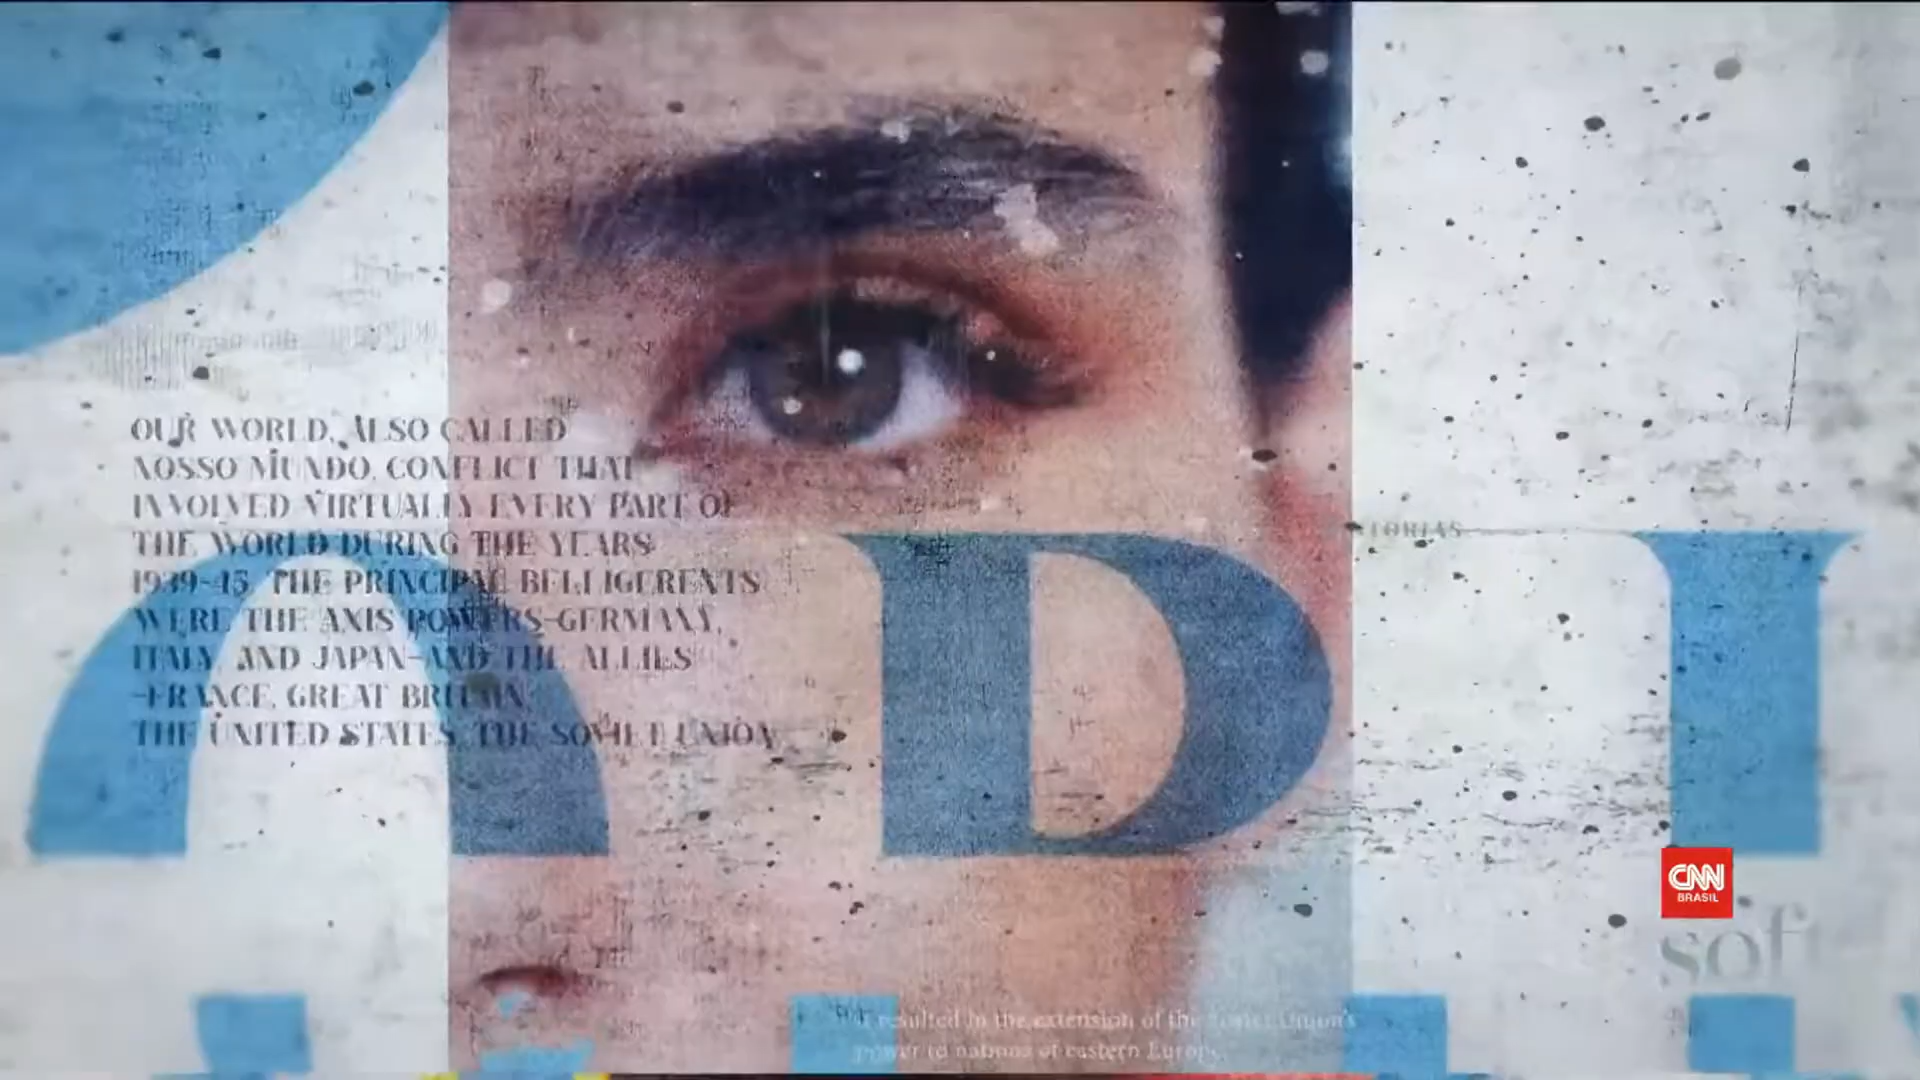 OUR WORLD, ALSO CALLED
NOSSO MUNDO, CONFLICT THAT
INVOLVED VIRTUALLY EVERY PART OF
THE WORLD DURING THE YEARS
1939-45. THE PRINCIPAL BELLIGERENTS
WERE THE AXIS POWERS-GERMANY,
ITALY, AND JAPAN-AND THE ALLIES
-FRANCE, GREAT BRITAIN,
THE UNITED STATES, THE SOVIET UNION
TORIAS
A D I
CNN
BRASIL
sof
resulted in the extension of the Soviet Union's
power to nations of eastern Europe